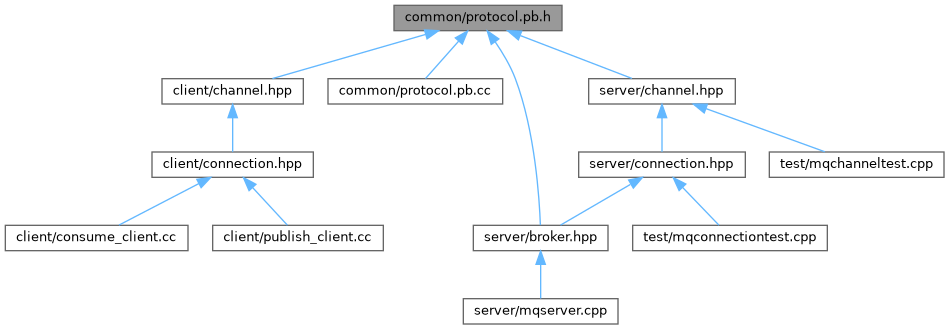 common/protocol.pb.h
client/channel.hpp
common/protocol.pb.cc
server/channel.hpp
client/connection.hpp
server/connection.hpp
test/mqchanneltest.cpp
client/consume_client.cc
client/publish_client.cc
server/broker.hpp
test/mqconnectiontest.cpp
server/mqserver.cpp